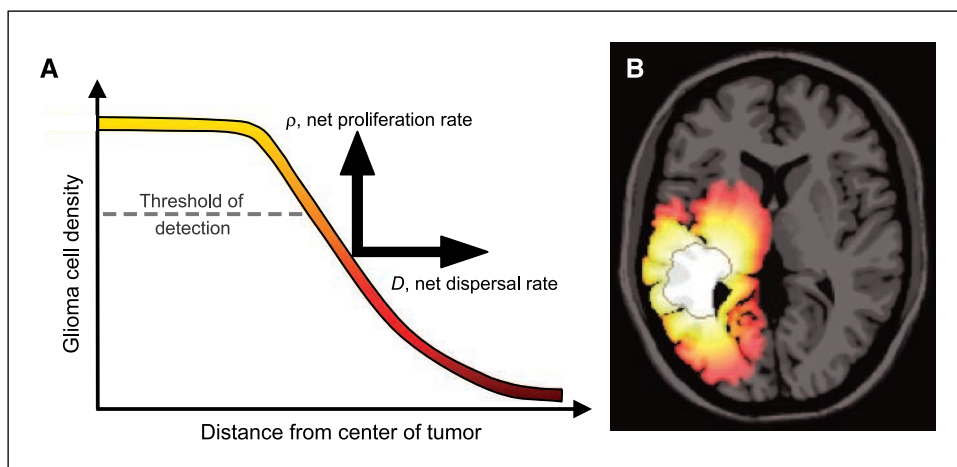 A
ρ, net proliferation rate
Threshold of
detection
D, net dispersal rate
Glioma cell density
Distance from center of tumor
B